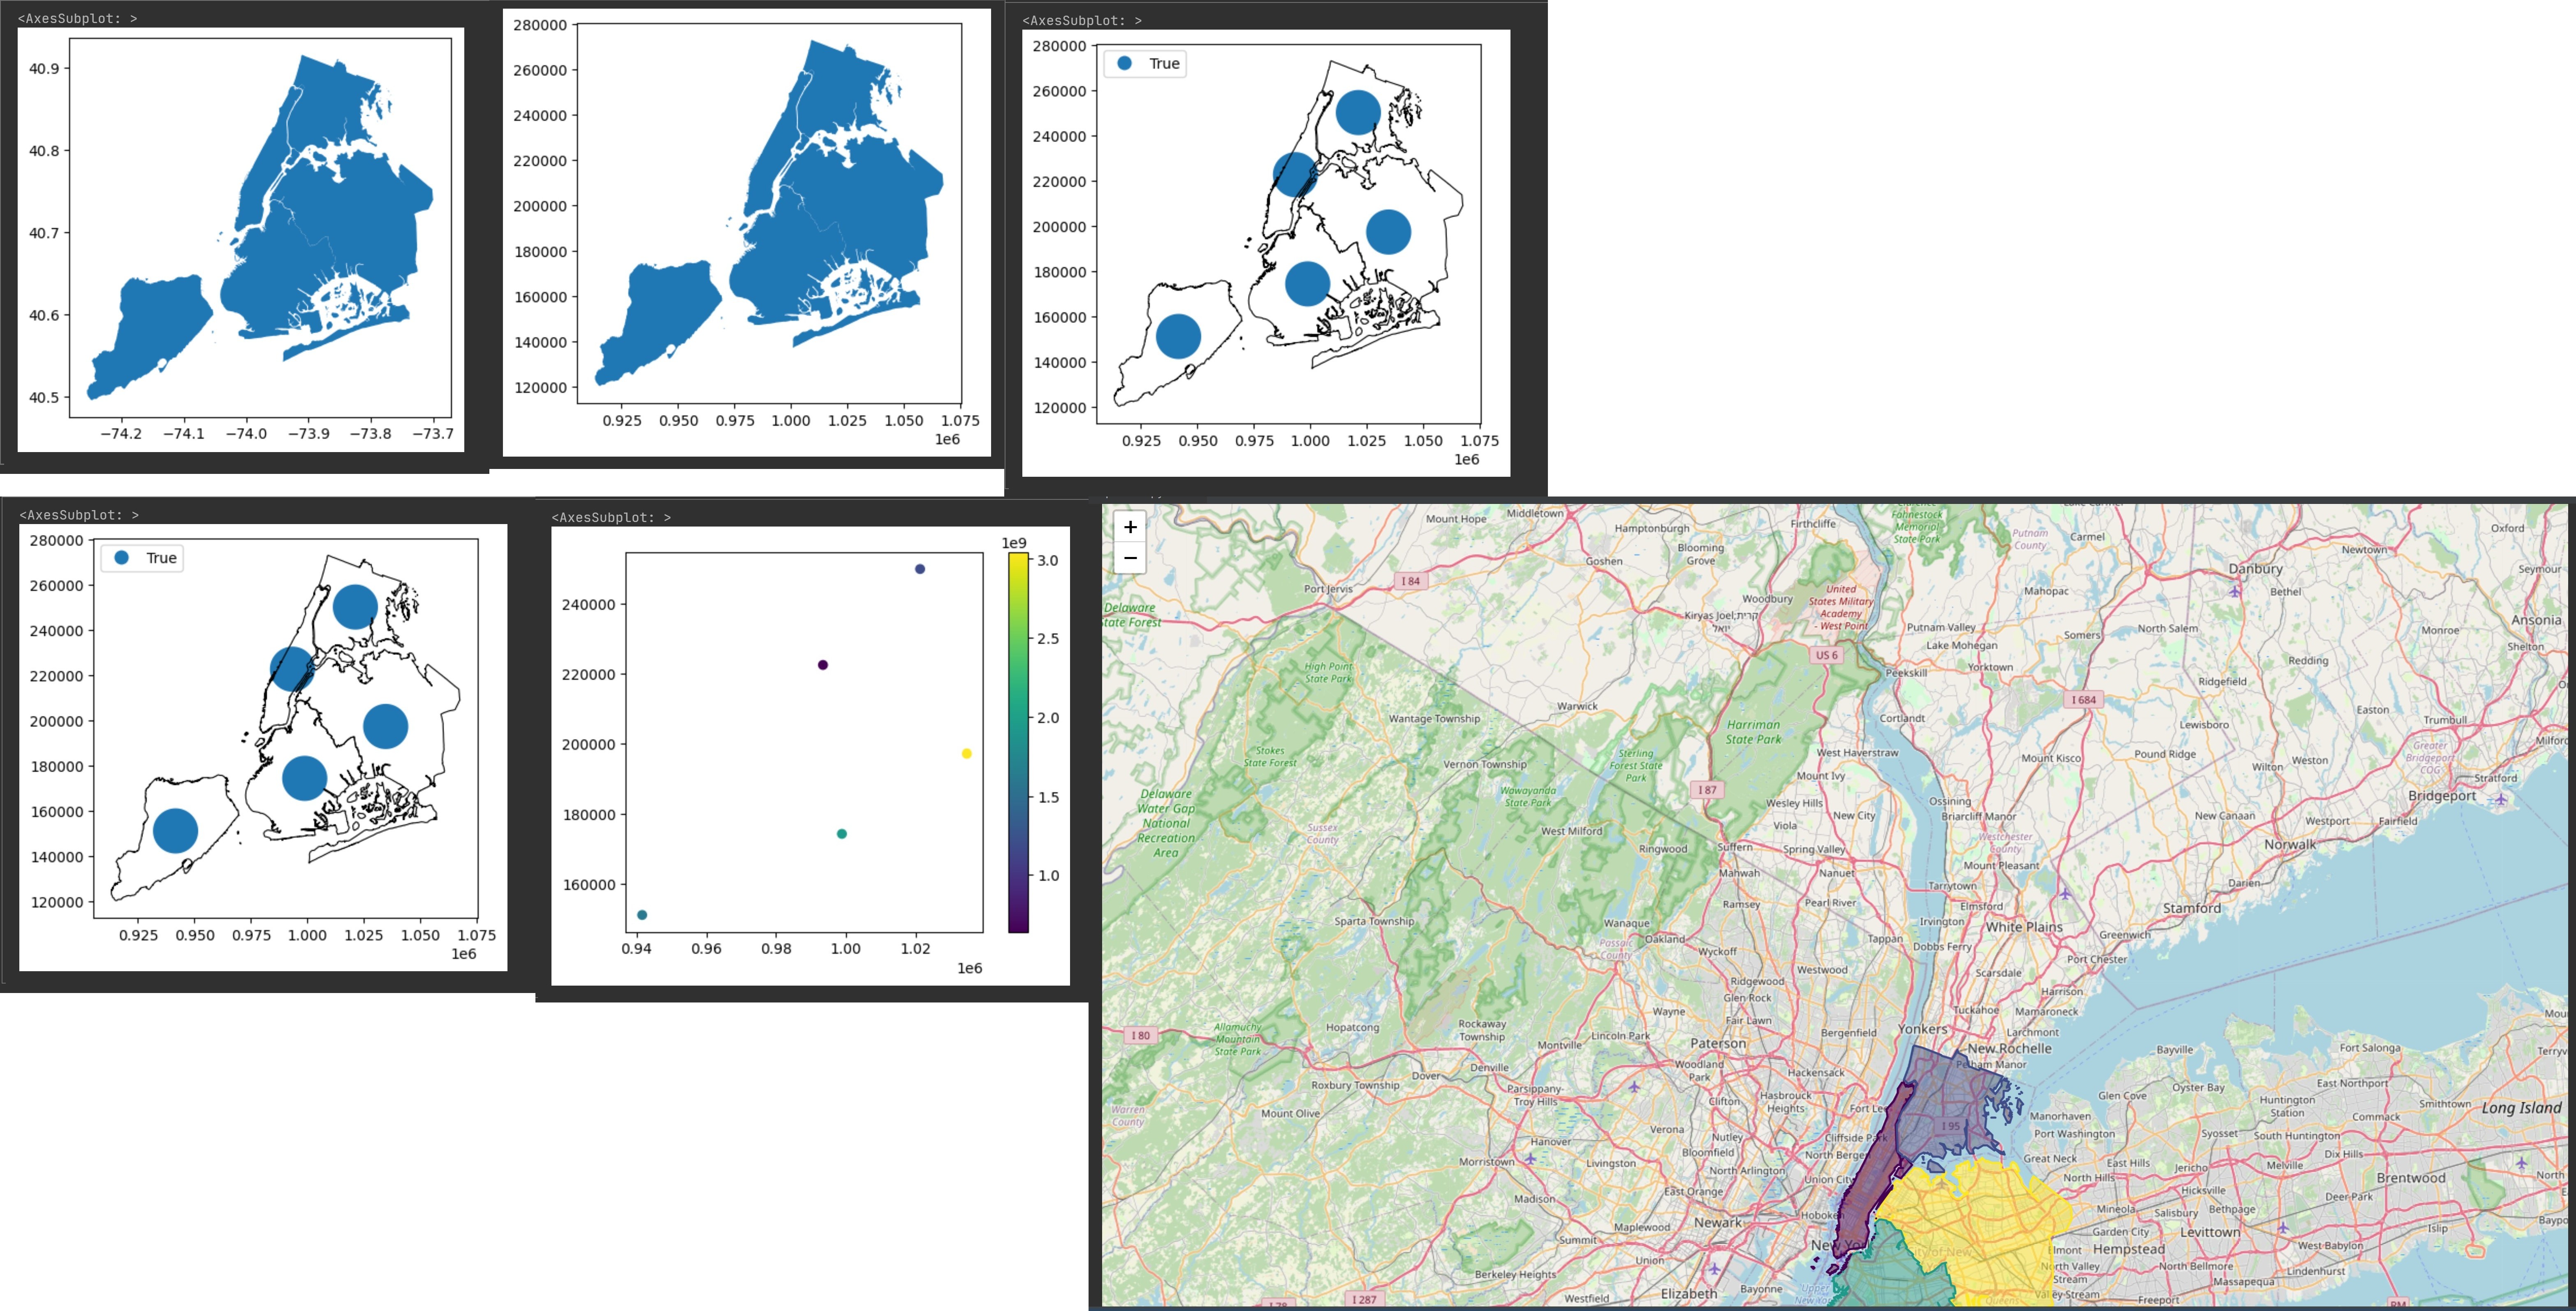 <AxesSubplot: >
40.9
40.8
40.7
40.6
40.5
−74.2 −74.1 −74.0 −73.9 −73.8 −73.7
280000
260000
240000
220000
200000
180000
160000
140000
120000
0.925 0.950 0.975 1.000 1.025 1.050 1.075
1e6
<AxesSubplot: >
280000
True
260000
240000
220000
200000
180000
160000
140000
120000
0.925 0.950 0.975 1.000 1.025 1.050 1.075
1e6
<AxesSubplot: >
280000
True
260000
240000
220000
200000
180000
160000
140000
120000
0.925 0.950 0.975 1.000 1.025 1.050 1.075
1e6
<AxesSubplot: >
1e9
3.0
2.5
2.0
1.5
1.0
240000
220000
200000
180000
160000
0.94 0.96 0.98 1.00 1.02
1e6
+
−
Mount Hope
Middletown
Hamptonburgh
Firthcliffe
Fahnestock
Memorial
State Park
Putnam
County
Carmel
Oxford
Newtown
Goshen
Blooming
Grove
Danbury
Seymour
Port Jervis
I 84
Woodbury
United
States Military
Academy
- West Point
Mahopac
Bethel
Delaware
State Forest
Kiryas Joel
Putnam Valley
Somers
North Salem
Monroe
Ansonia
Shelton
Lake Mohegan
US 6
High Point
State Park
Peekskill
Yorktown
Redding
Ridgefield
I 684
Wantage Township
Warwick
Cortlandt
Harriman
State Park
Lewisboro
Easton
Trumbull
Stokes
State Forest
Sterling
Forest State
Park
West Haverstraw
Mount Kisco
Pound Ridge
Wilton
Weston
Greater
Bridgeport
COG
Milford
Vernon Township
Mount Ivy
Stratford
Delaware
Water Gap
National
Recreation
Area
Wawayanda
State Park
I 87
Wesley Hills
Ossining
Bridgeport
New City
Briarcliff Manor
New Canaan
Westport
Fairfield
Sussex
County
West Milford
Viola
Westchester
County
Ringwood
Suffern
Spring Valley
Norwalk
Mahwah
Nanuet
Mount Pleasant
Tarrytown
Darien
Ramsey
Pearl River
Elmsford
Stamford
Sparta Township
Wanaque
Irvington
White Plains
Oakland
Tappan
Dobbs Ferry
Greenwich
Passaic
County
Wyckoff
Port Chester
Westwood
Scarsdale
Ridgewood
Glen Rock
Harrison
Allamuchy
Mountain
State Park
I 80
Hopatcong
Rockaway
Township
Wayne
Fair Lawn
Tuckahoe
Mamaroneck
Lincoln Park
Bergenfield
Yonkers
Larchmont
Montville
Paterson
New Rochelle
Bayville
Fort Salonga
Pelham Manor
Denville
Woodland
Park
Hackensack
Dover
Roxbury Township
Parsippany-
Troy Hills
Clifton
Hasbrouck
Heights
Oyster Bay
East Northport
Glen Cove
Huntington
Station
Smithtown
Warren
County
Mount Olive
Fort Lee
Manorhaven
Commack
Long Island
Verona
I 95
Port Washington
Hanover
Nutley
Cliffside Park
Syosset
South Huntington
Bloomfield
North Bergen
Dix Hills
Morristown
Livingston
North Arlington
Great Neck
East Hills
Jericho
Melville
Union City
North Hills
Brentwood
East Orange
Hicksville
Deer Park
Madison
Mineola
Salisbury
Bethpage
Maplewood
Newark
Hoboken
Garden City
Levittown
Islip
Summit
New Yo
City of New
Elmont
Hempstead
West Babylon
Union
North Valley
Stream
North Bellmore
Lindenhurst
Berkeley Heights
Massapequa
Elizabeth
Bayonne
Upper
Valley Stream
I 78
I 287
Westfield
Freeport